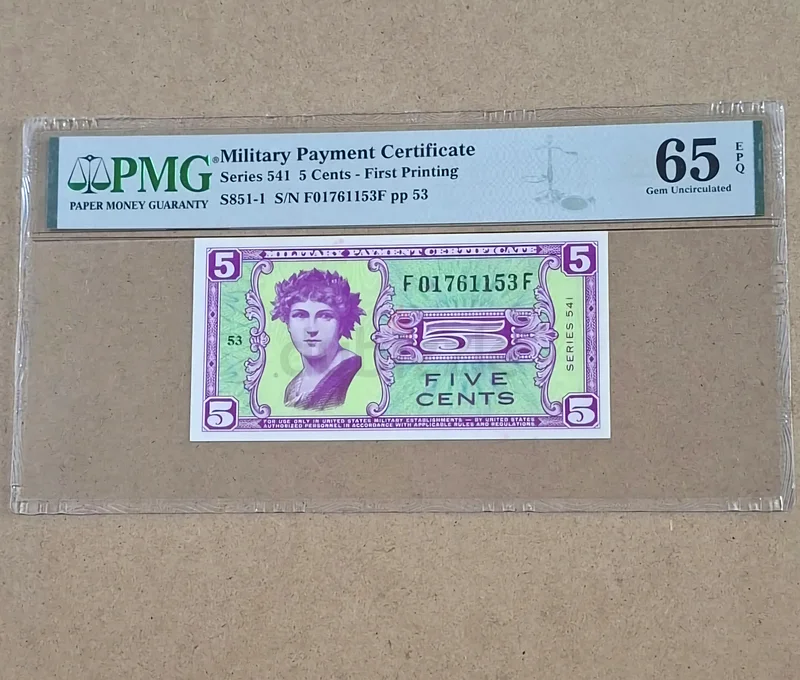 PMG®
PAPER MONEY GUARANTY
Military Payment Certificate
Series 541 5 Cents - First Printing
S851-1 S/N F01761153F pp 53
65
EPQ
Gem Uncirculated
MILITARY PAYMENT CERTIFICATE
5
5
F01761153F
53
5
SERIES 541
FIVE
CENTS
5
5
FOR USE ONLY IN UNITED STATES MILITARY ESTABLISHMENTS — BY UNITED STATES
AUTHORIZED PERSONNEL IN ACCORDANCE WITH APPLICABLE RULES AND REGULATIONS.